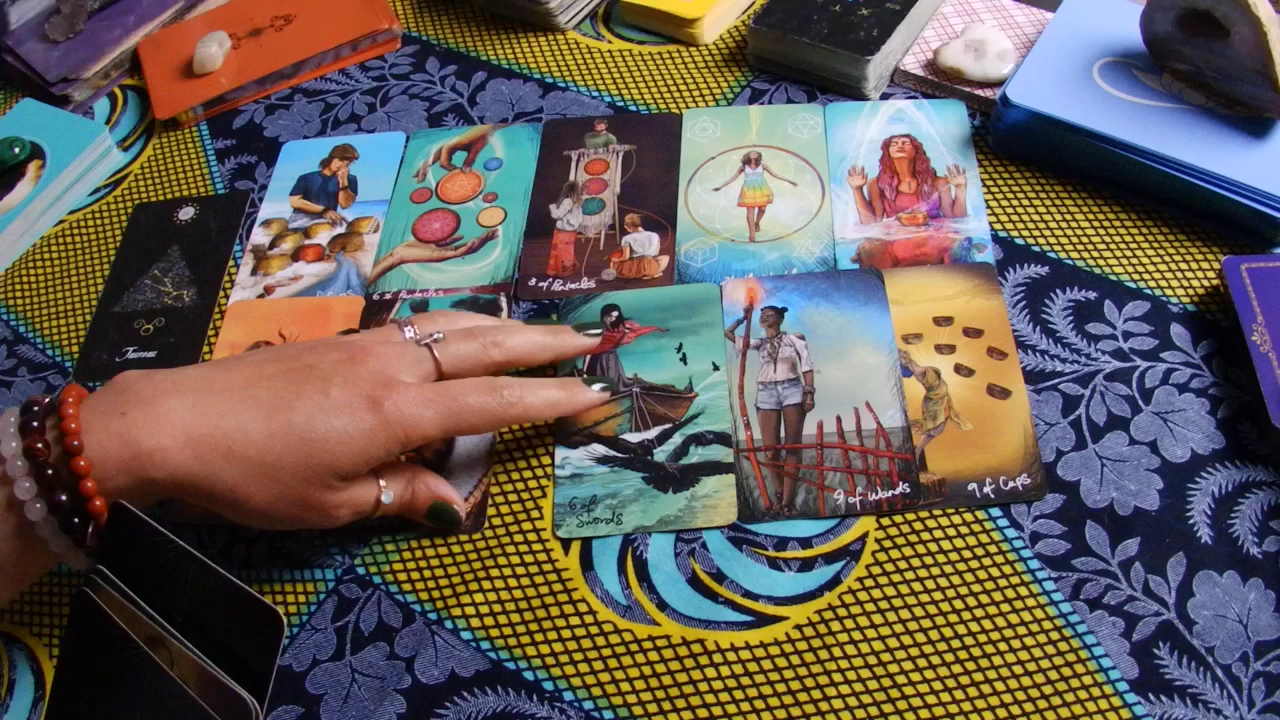 6 of Pentacles
3 of Pentacles
Taurus
6 of
Swords
9 of Wands
9 of Cups